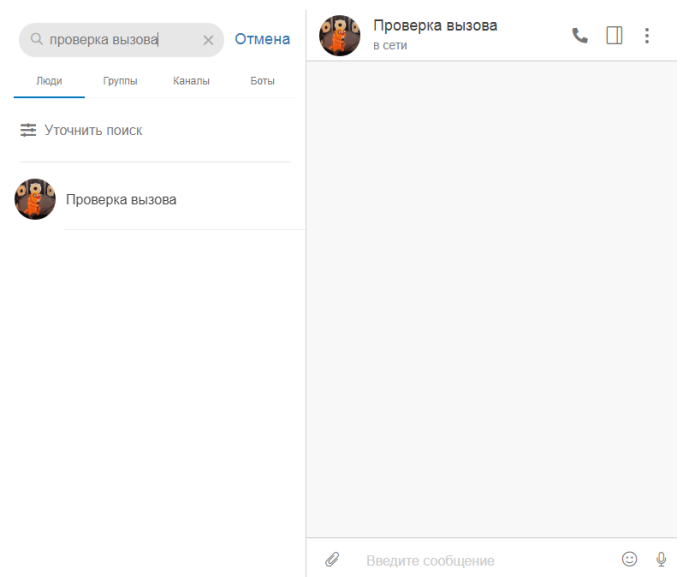 проверка вызова
Отмена
Люди
Группы
Каналы
Боты
Уточнить поиск
Проверка вызова
Проверка вызова
в сети
Введите сообщение